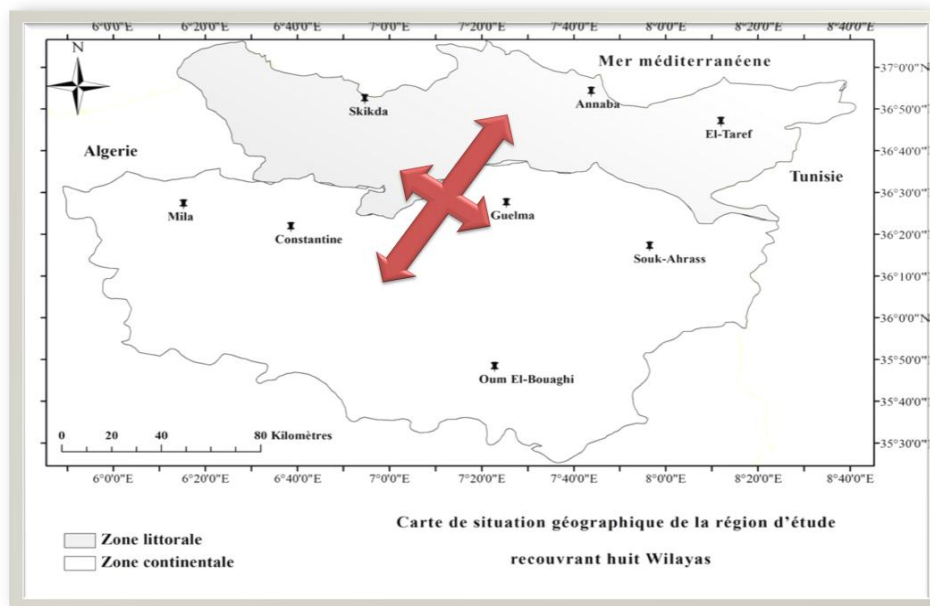 6°0'0"E 6°20'0"E 6°40'0"E 7°0'0"E 7°20'0"E 7°40'0"E 8°0'0"E 8°20'0"E 8°40'0"E
N
Mer méditerranéene
37°0'0"N
Skikda
Annaba
36°50'0"N
El-Taref
Algerie
36°40'0"N
Tunisie
36°30'0"N
Mila
Guelma
Constantine
36°20'0"N
Souk-Ahrass
36°10'0"N
36°0'0"N
35°50'0"N
Oum El-Bouaghi
35°40'0"
0 20 40 80 Kilomètres
35°30'0"
6°0'0"E 6°20'0"E 6°40'0"E 7°0'0"E 7°20'0"E 7°40'0"E 8°0'0"E 8°20'0"E 8°40'0"E
Carte de situation géographique de la région d'étude
recouvrant huit Wilayas
Zone littorale
Zone continentale